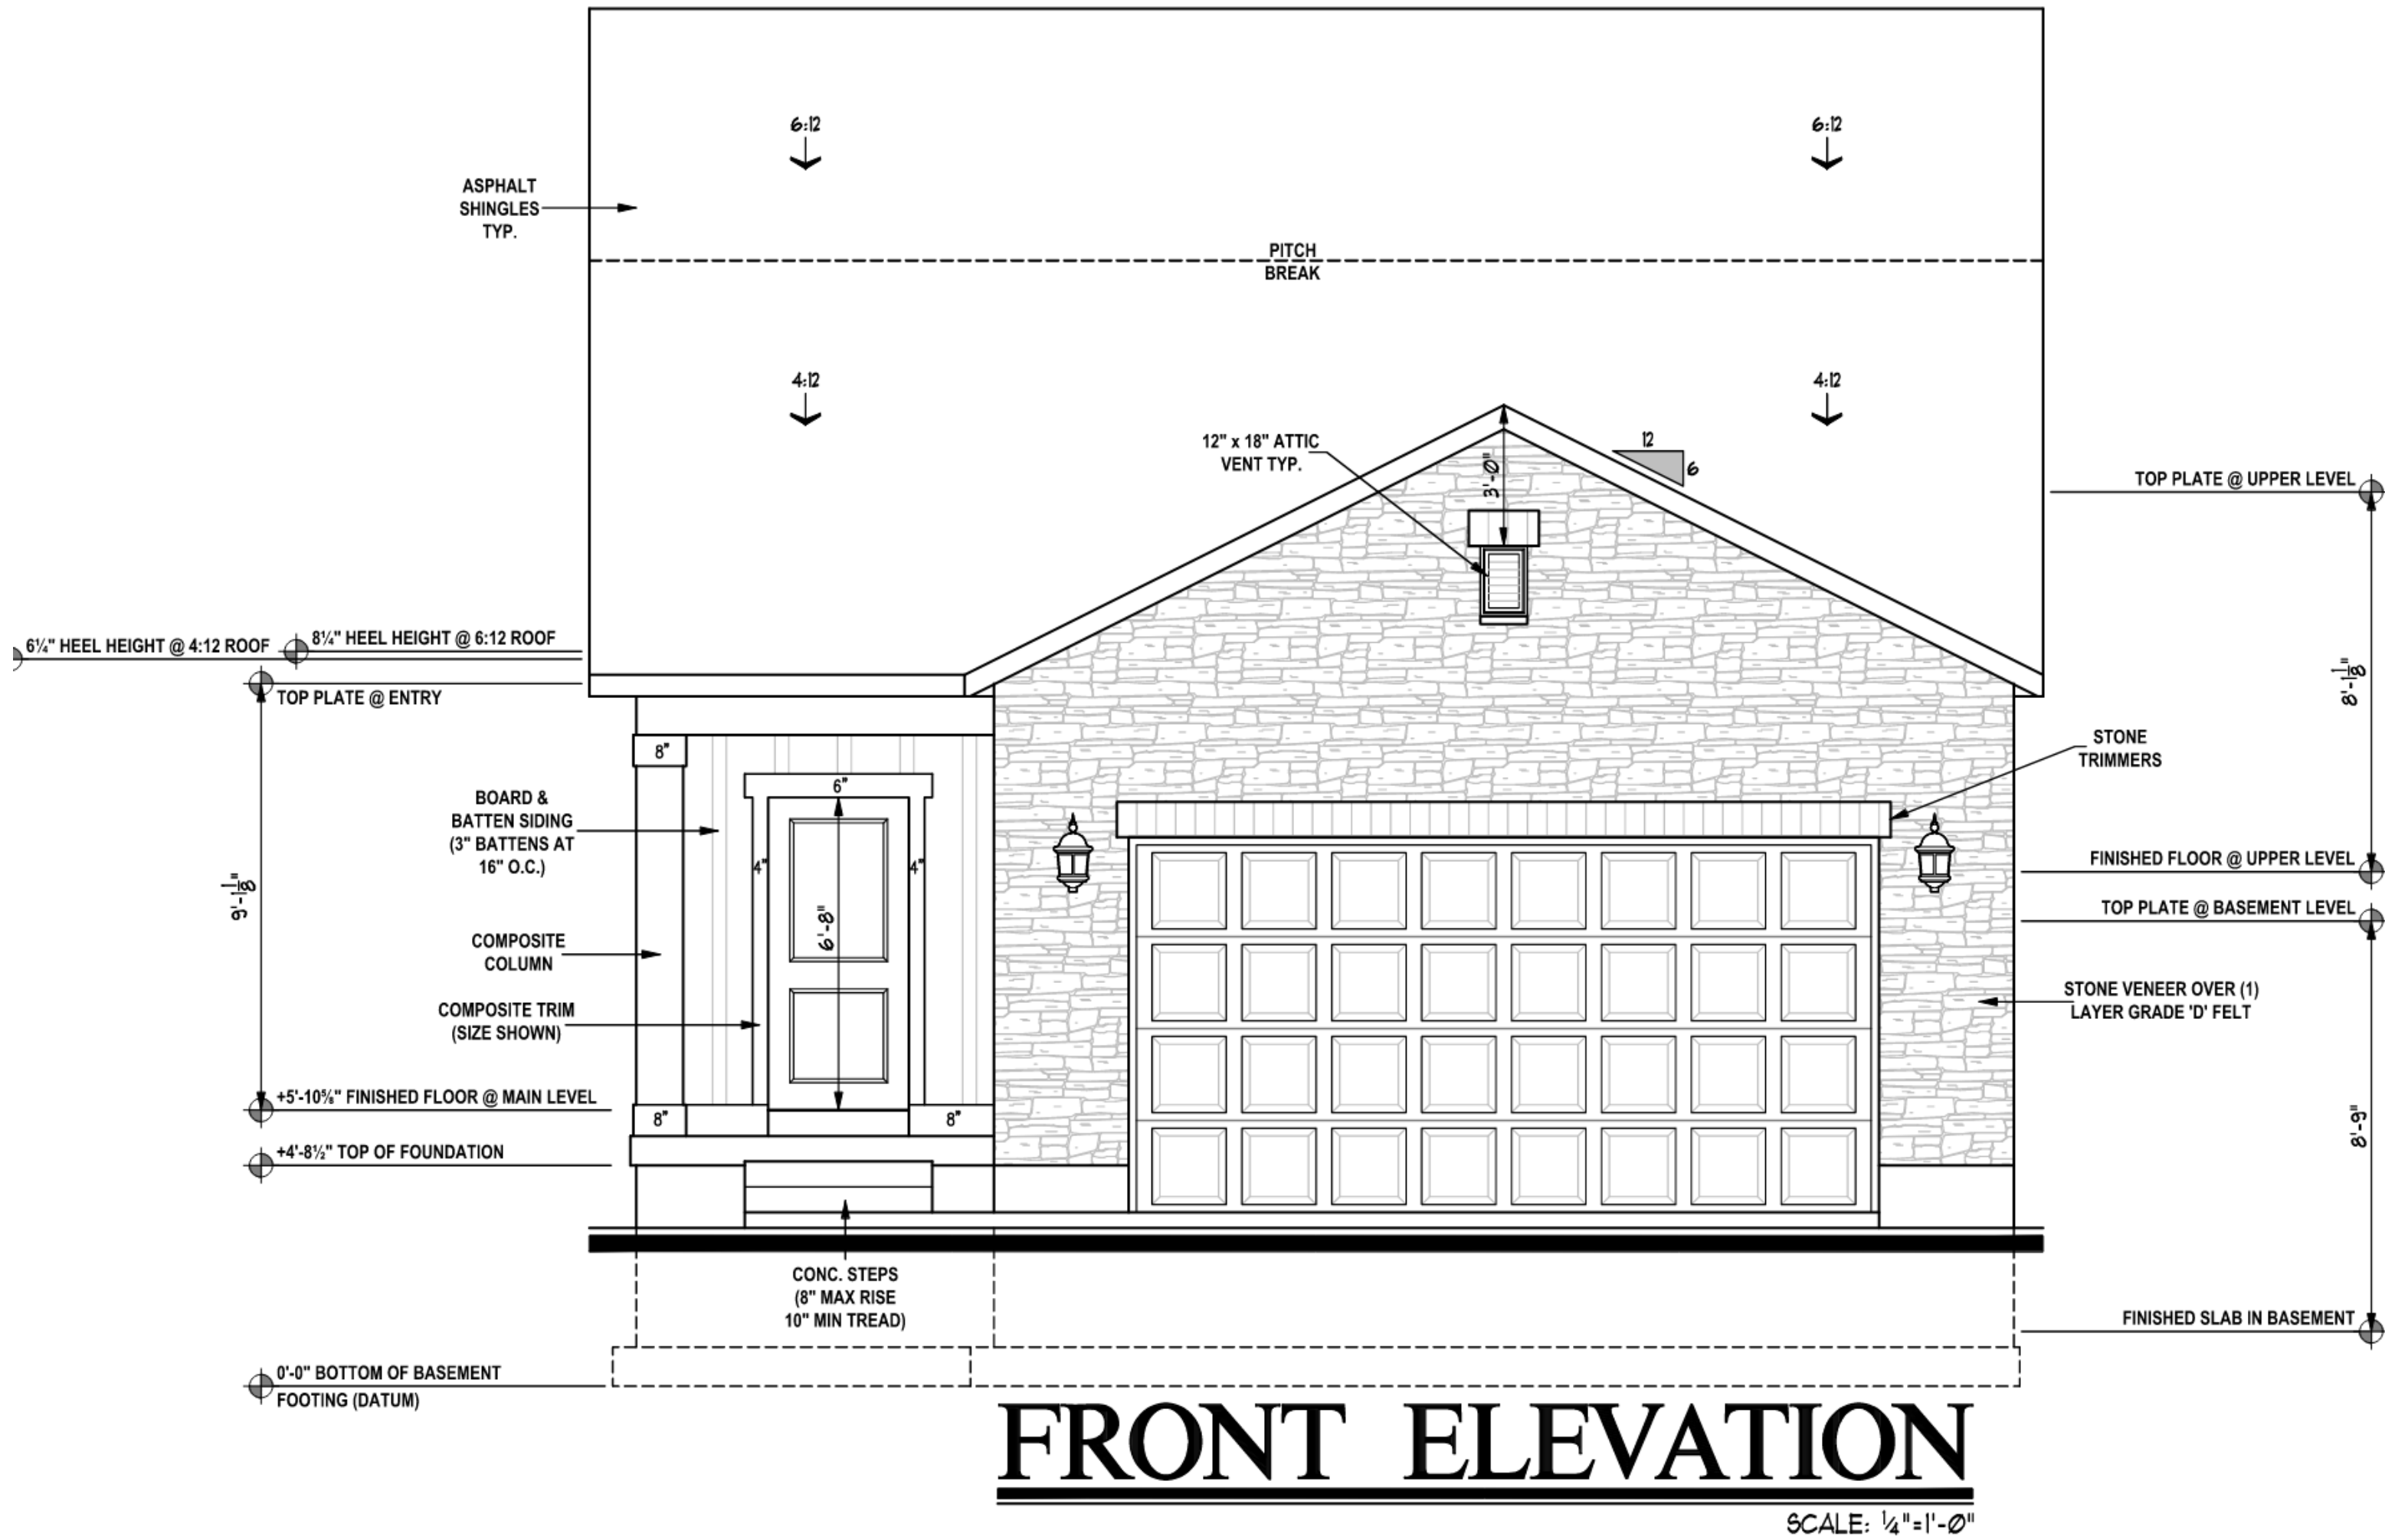 6:12
6:12
ASPHALT
SHINGLES
TYP.
PITCH
BREAK
4:12
4:12
12" x 18" ATTIC
VENT TYP.
3'-0"
12
6
TOP PLATE @ UPPER LEVEL
6¼" HEEL HEIGHT @ 4:12 ROOF
8¼" HEEL HEIGHT @ 6:12 ROOF
TOP PLATE @ ENTRY
8'-1⅛"
8"
6"
STONE
TRIMMERS
BOARD &
BATTEN SIDING
(3" BATTENS AT
16" O.C.)
4"
4"
9'-1⅛"
6'-8"
FINISHED FLOOR @ UPPER LEVEL
TOP PLATE @ BASEMENT LEVEL
COMPOSITE
COLUMN
STONE VENEER OVER (1)
LAYER GRADE 'D' FELT
COMPOSITE TRIM
(SIZE SHOWN)
+5'-10⅝" FINISHED FLOOR @ MAIN LEVEL
8"
8"
8'-9"
+4'-8½" TOP OF FOUNDATION
CONC. STEPS
(8" MAX RISE
10" MIN TREAD)
FINISHED SLAB IN BASEMENT
0'-0" BOTTOM OF BASEMENT
FOOTING (DATUM)
FRONT ELEVATION
SCALE: ¼"=1'-0"